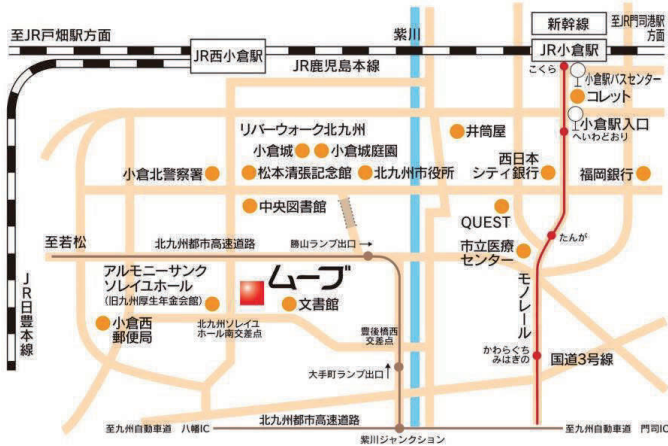 至JR戸畑駅方面
紫川
新幹線
至JR門司港駅
方面
JR西小倉駅
JR小倉駅
JR鹿児島本線
こくら
小倉駅バスセンター
コレット
リバーウォーク北九州
井筒屋
小倉駅入口
へいわどおり
小倉城
小倉城庭園
小倉北警察署
松本清張記念館
北九州市役所
西日本
シティ銀行
福岡銀行
中央図書館
QUEST
至若松
北九州都市高速道路
勝山ランプ出口→
たんが
市立医療
センター
アルモニーサンク
ソレイユホール
(旧九州厚生年金会館)
ムーブ
文書館
モノレール
JR日豊本線
小倉西
郵便局
北九州ソレイユ
ホール南交差点
豊後橋西
交差点
かわらぐち
みはぎの
国道3号線
大手町ランプ出口↑
至九州自動車道 八幡IC
北九州都市高速道路
至九州自動車道 門司IC
紫川ジャンクション